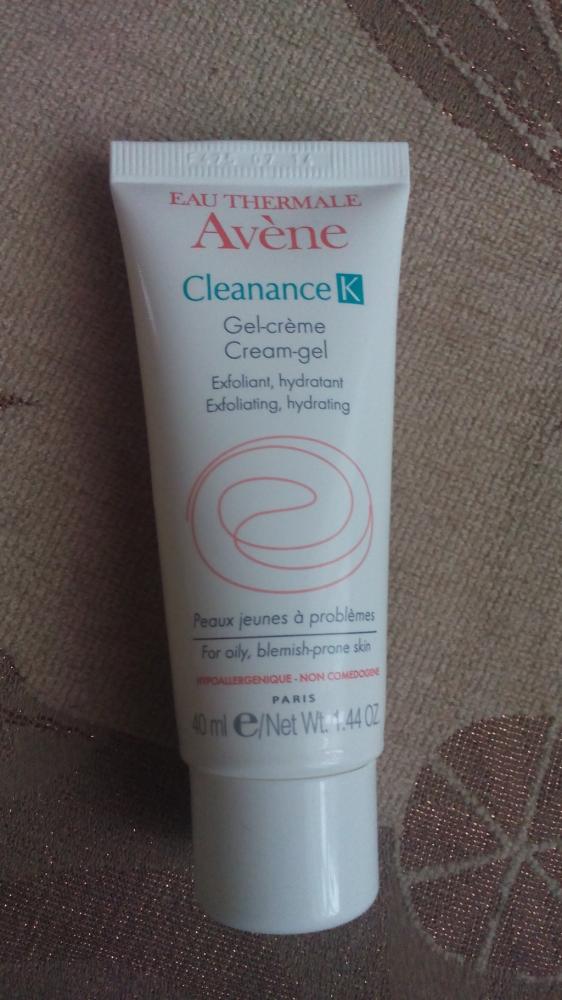 EAU THERMALE
Avène
Cleanance K
Gel-crème
Cream-gel
Exfoliant, hydratant
Exfoliating, hydrating
Peaux jeunes à problèmes
For oily, blemish-prone skin
HYPOALLERGENIQUE - NON COMEDOGENE
PARIS
40 ml e/Net Wt. 1.44 OZ